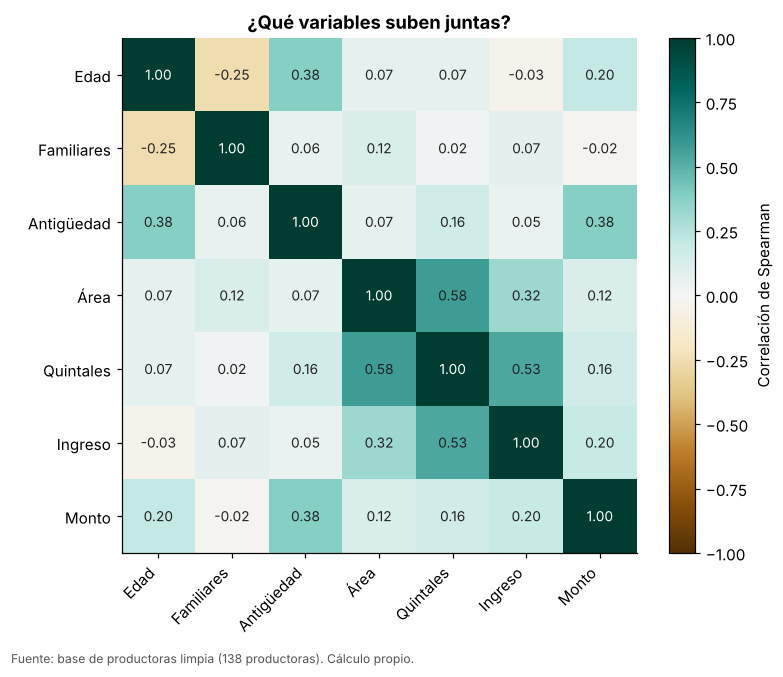 ¿Qué variables suben juntas?
Edad 1.00 -0.25 0.38 0.07 0.07 -0.03 0.20
Familiares -0.25 1.00 0.06 0.12 0.02 0.07 -0.02
Antigüedad 0.38 0.06 1.00 0.07 0.16 0.05 0.38
Área 0.07 0.12 0.07 1.00 0.58 0.32 0.12
Quintales 0.07 0.02 0.16 0.58 1.00 0.53 0.16
Ingreso -0.03 0.07 0.05 0.32 0.53 1.00 0.20
Monto 0.20 -0.02 0.38 0.12 0.16 0.20 1.00
Edad Familiares Antigüedad Área Quintales Ingreso Monto
1.00
0.75
0.50
0.25
0.00
−0.25
−0.50
−0.75
−1.00
Correlación de Spearman
Fuente: base de productoras limpia (138 productoras). Cálculo propio.